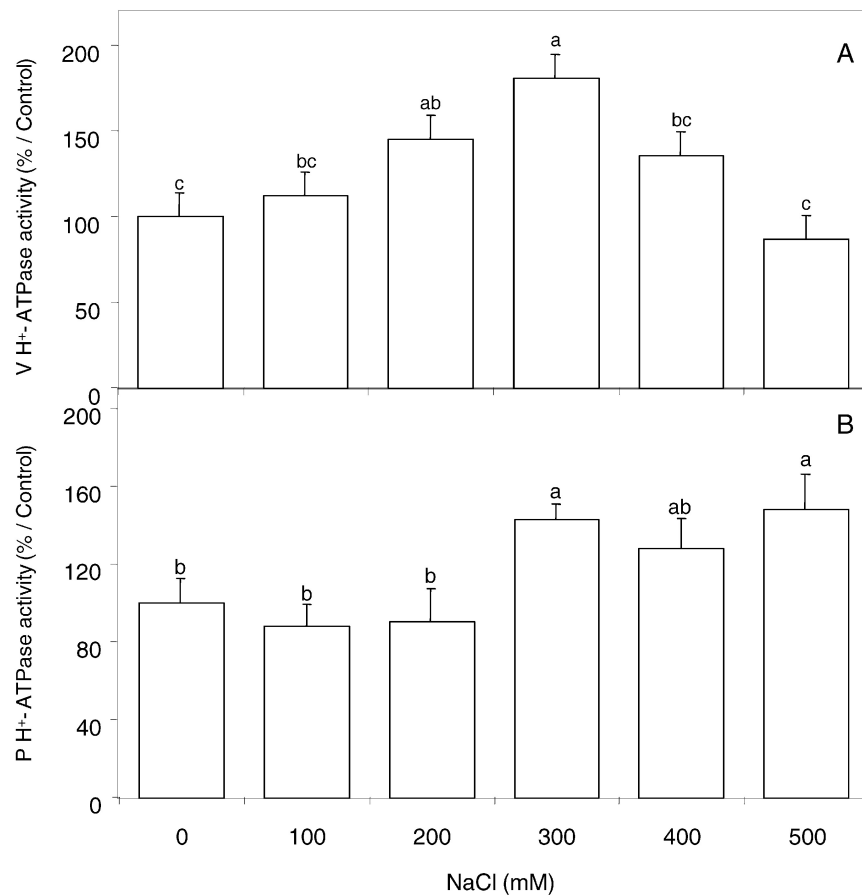 A
V H⁺- ATPase activity (% / Control)
200
150
100
50
0
c
bc
ab
a
bc
c
B
P H⁺- ATPase activity (% / Control)
200
160
120
80
40
0
b
b
b
a
ab
a
0 100 200 300 400 500
NaCl (mM)